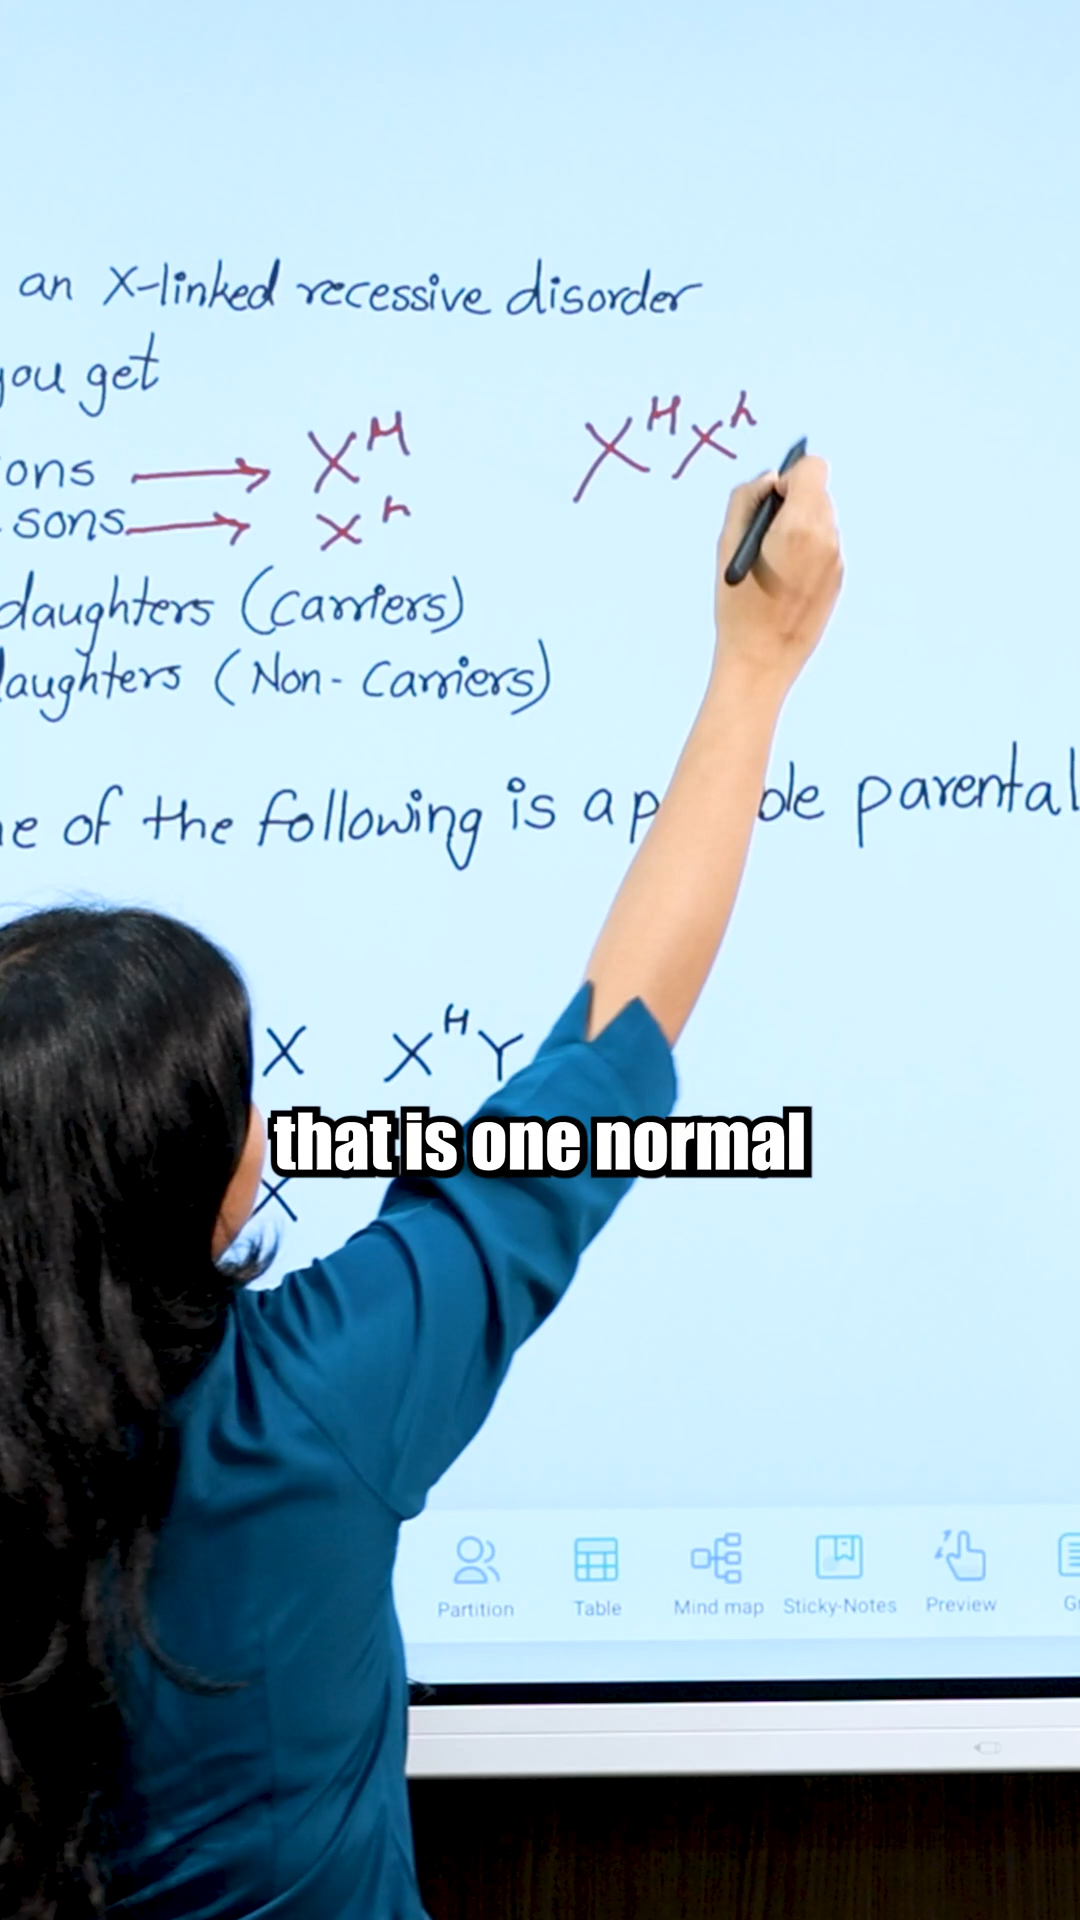 an X-linked recessive disorder
you get
ons → X^H X^H X^h
sons → X^h
daughters (Carriers)
aughters (Non-Carriers)
e of the following is a p ble parental
X X^H Y
that is one normal
X
Partition Table Mind map Sticky-Notes Preview